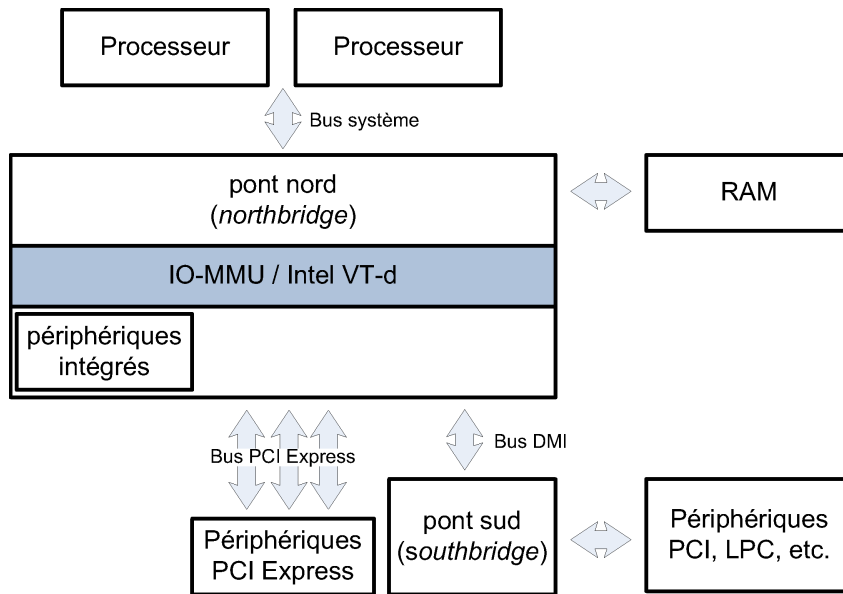 Processeur
Processeur
Bus système
pont nord
(northbridge)
RAM
IO-MMU / Intel VT-d
périphériques
intégrés
Bus PCI Express
Bus DMI
Périphériques
PCI Express
pont sud
(southbridge)
Périphériques
PCI, LPC, etc.